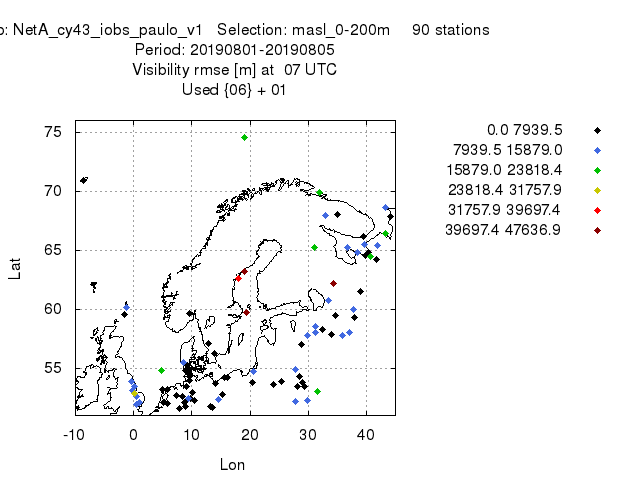 p: NetA_cy43_iobs_paulo_v1 Selection: masl_0-200m 90 stations
Period: 20190801-20190805
Visibility rmse [m] at 07 UTC
Used {06} + 01
0.0 7939.5
7939.5 15879.0
15879.0 23818.4
23818.4 31757.9
31757.9 39697.4
39697.4 47636.9
75
70
65
60
55
Lat
-10 0 10 20 30 40
Lon